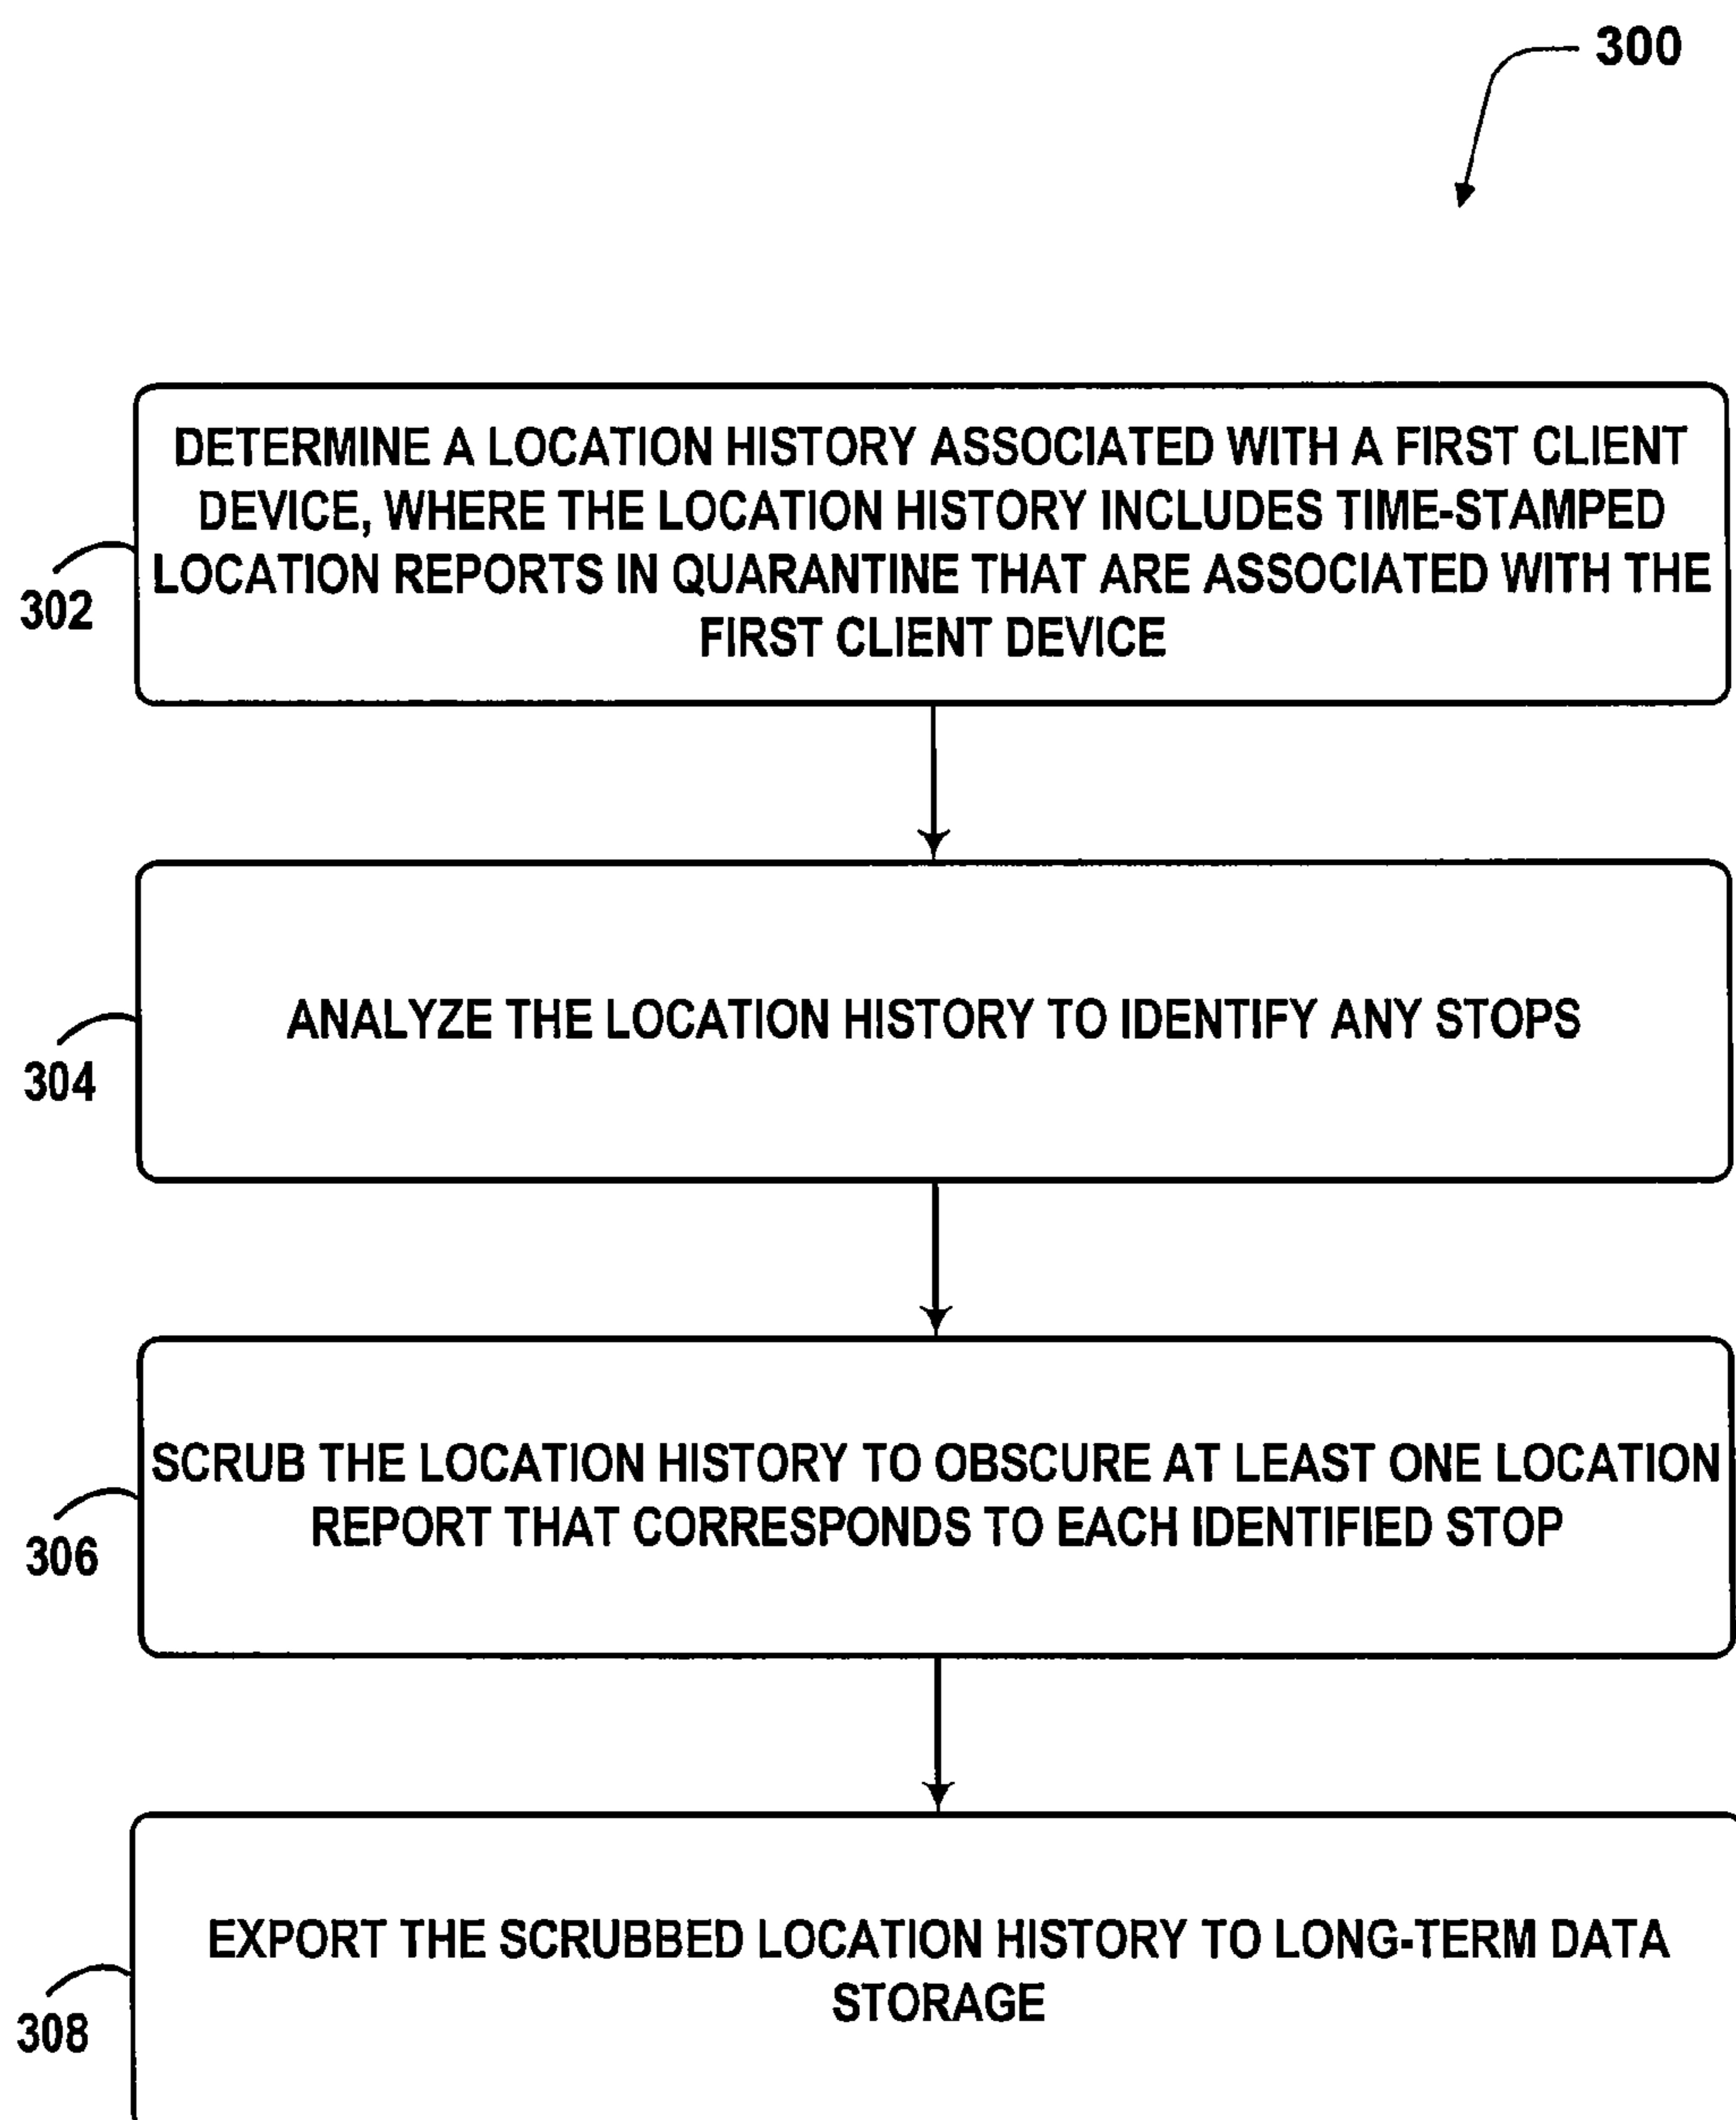 300
DETERMINE A LOCATION HISTORY ASSOCIATED WITH A FIRST CLIENT
DEVICE, WHERE THE LOCATION HISTORY INCLUDES TIME-STAMPED
LOCATION REPORTS IN QUARANTINE THAT ARE ASSOCIATED WITH THE
FIRST CLIENT DEVICE
302
ANALYZE THE LOCATION HISTORY TO IDENTIFY ANY STOPS
304
SCRUB THE LOCATION HISTORY TO OBSCURE AT LEAST ONE LOCATION
REPORT THAT CORRESPONDS TO EACH IDENTIFIED STOP
306
EXPORT THE SCRUBBED LOCATION HISTORY TO LONG-TERM DATA
STORAGE
308